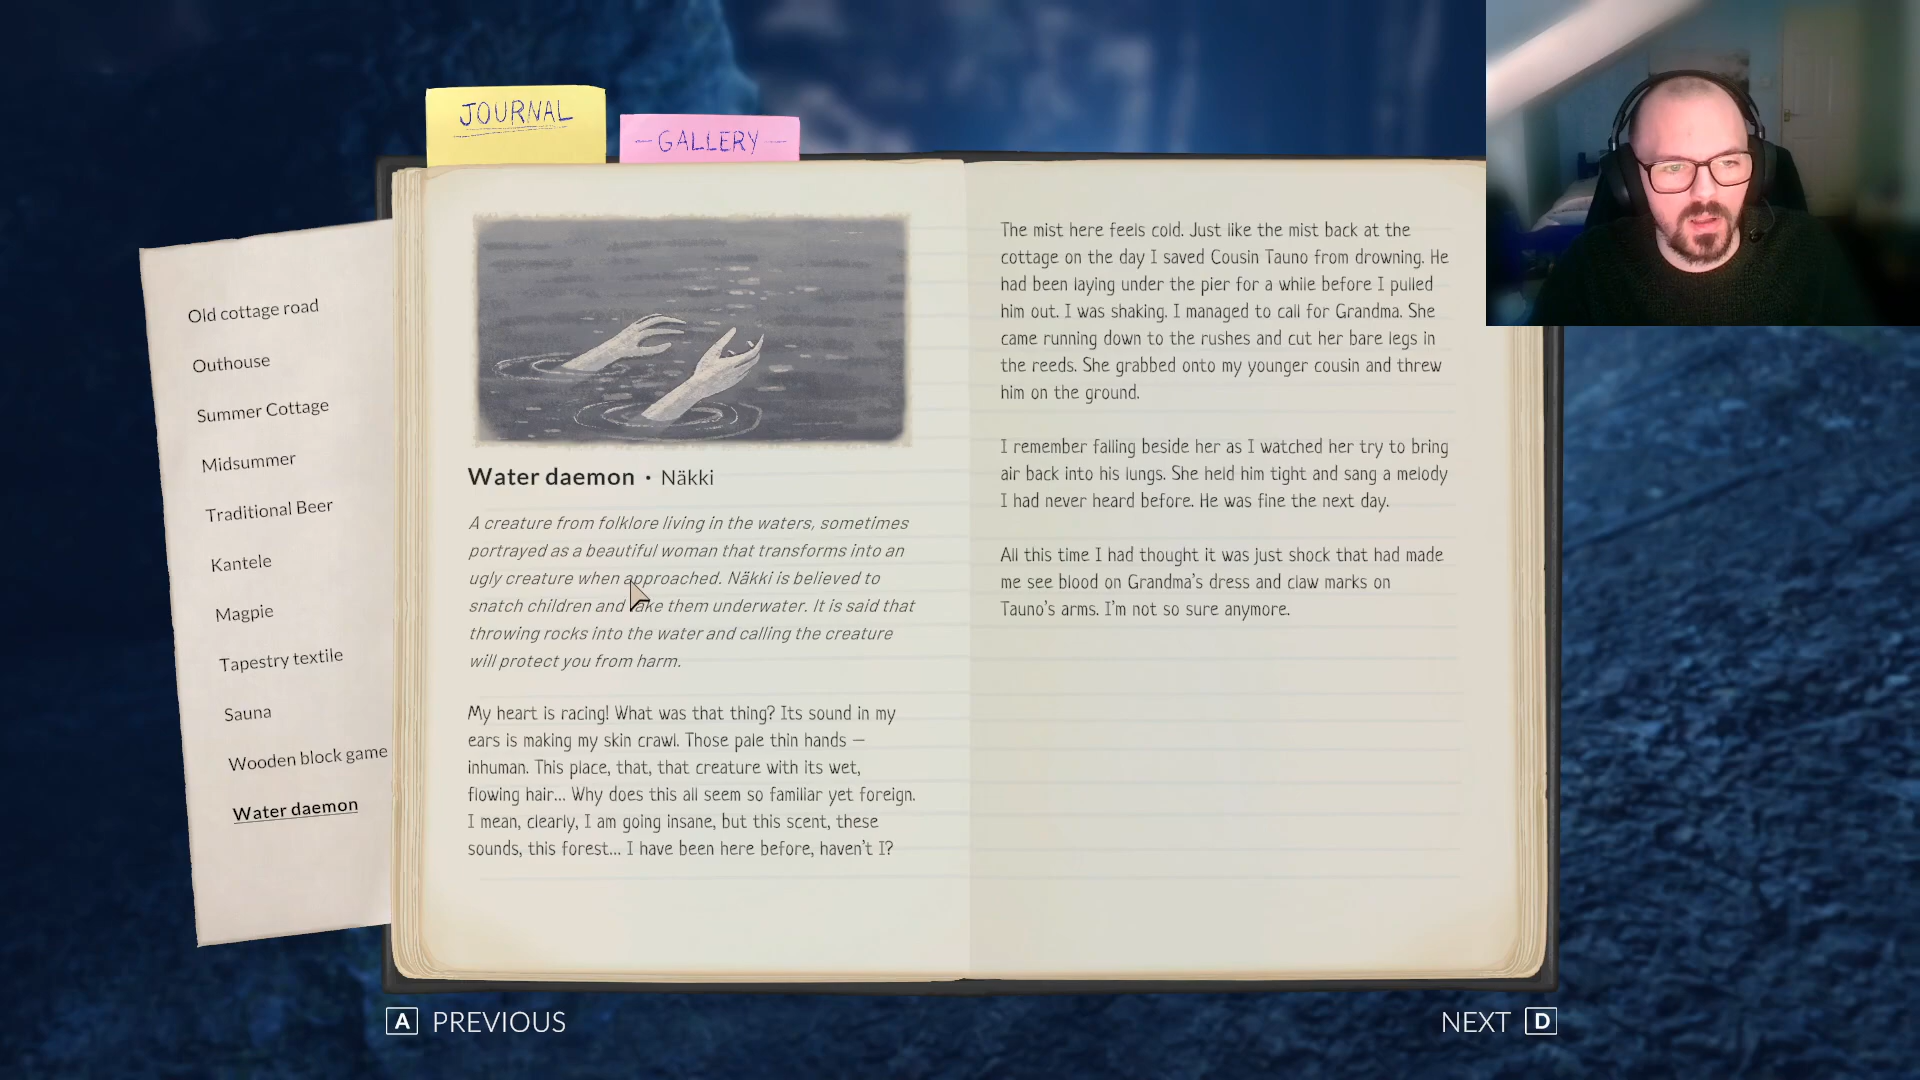 JOURNAL
- GALLERY -
Old cottage road
Outhouse
Summer Cottage
Midsummer
Traditional Beer
Kantele
Magpie
Tapestry textile
Sauna
Wooden block game
Water daemon
Water daemon · Näkki
A creature from folklore living in the waters, sometimes
portrayed as a beautiful woman that transforms into an
ugly creature when approached. Näkki is believed to
snatch children and take them underwater. It is said that
throwing rocks into the water and calling the creature
will protect you from harm.
My heart is racing! What was that thing? Its sound in my
ears is making my skin crawl. Those pale thin hands –
inhuman. This place, that, that creature with its wet,
flowing hair... Why does this all seem so familiar yet foreign.
I mean, clearly, I am going insane, but this scent, these
sounds, this forest... I have been here before, haven't I?
The mist here feels cold. Just like the mist back at the
cottage on the day I saved Cousin Tauno from drowning. He
had been laying under the pier for a while before I pulled
him out. I was shaking. I managed to call for Grandma. She
came running down to the rushes and cut her bare legs in
the reeds. She grabbed onto my younger cousin and threw
him on the ground.
I remember falling beside her as I watched her try to bring
air back into his lungs. She held him tight and sang a melody
I had never heard before. He was fine the next day.
All this time I had thought it was just shock that had made
me see blood on Grandma's dress and claw marks on
Tauno's arms. I'm not so sure anymore.
A PREVIOUS
NEXT D